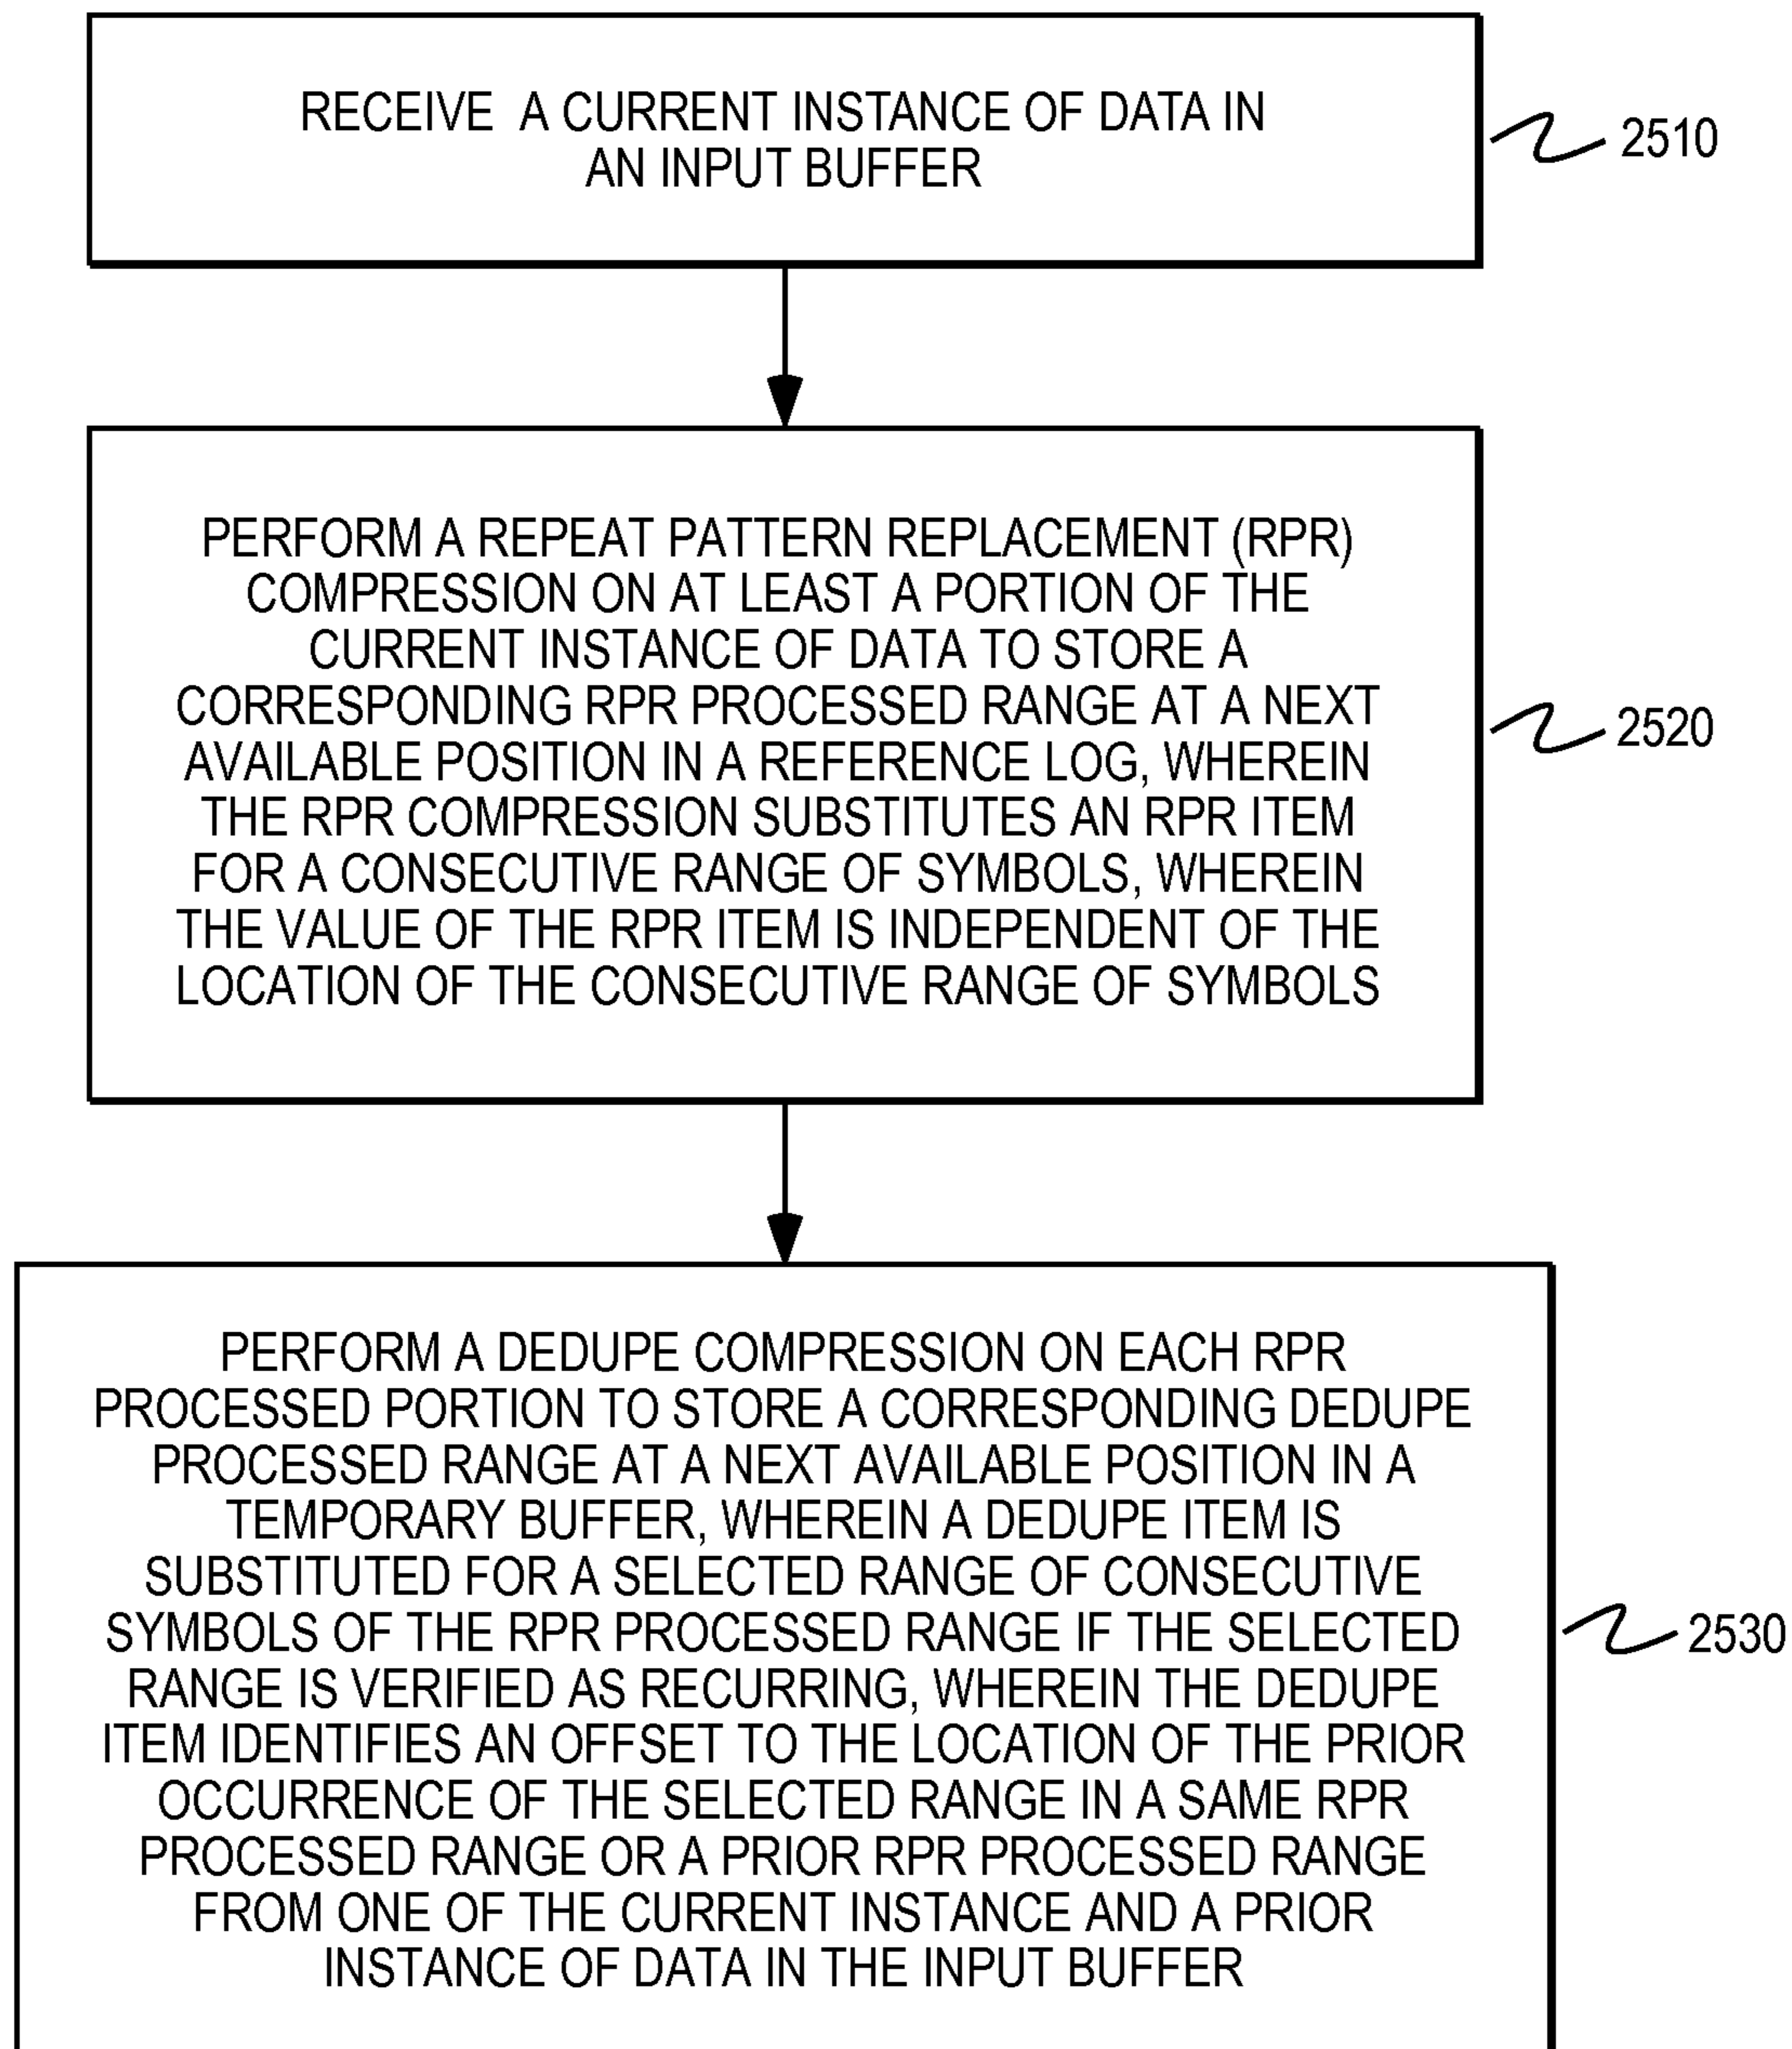 RECEIVE A CURRENT INSTANCE OF DATA IN
AN INPUT BUFFER
2510
PERFORM A REPEAT PATTERN REPLACEMENT (RPR)
COMPRESSION ON AT LEAST A PORTION OF THE
CURRENT INSTANCE OF DATA TO STORE A
CORRESPONDING RPR PROCESSED RANGE AT A NEXT
AVAILABLE POSITION IN A REFERENCE LOG, WHEREIN
THE RPR COMPRESSION SUBSTITUTES AN RPR ITEM
FOR A CONSECUTIVE RANGE OF SYMBOLS, WHEREIN
THE VALUE OF THE RPR ITEM IS INDEPENDENT OF THE
LOCATION OF THE CONSECUTIVE RANGE OF SYMBOLS
2520
PERFORM A DEDUPE COMPRESSION ON EACH RPR
PROCESSED PORTION TO STORE A CORRESPONDING DEDUPE
PROCESSED RANGE AT A NEXT AVAILABLE POSITION IN A
TEMPORARY BUFFER, WHEREIN A DEDUPE ITEM IS
SUBSTITUTED FOR A SELECTED RANGE OF CONSECUTIVE
SYMBOLS OF THE RPR PROCESSED RANGE IF THE SELECTED
RANGE IS VERIFIED AS RECURRING, WHEREIN THE DEDUPE
ITEM IDENTIFIES AN OFFSET TO THE LOCATION OF THE PRIOR
OCCURRENCE OF THE SELECTED RANGE IN A SAME RPR
PROCESSED RANGE OR A PRIOR RPR PROCESSED RANGE
FROM ONE OF THE CURRENT INSTANCE AND A PRIOR
INSTANCE OF DATA IN THE INPUT BUFFER
2530